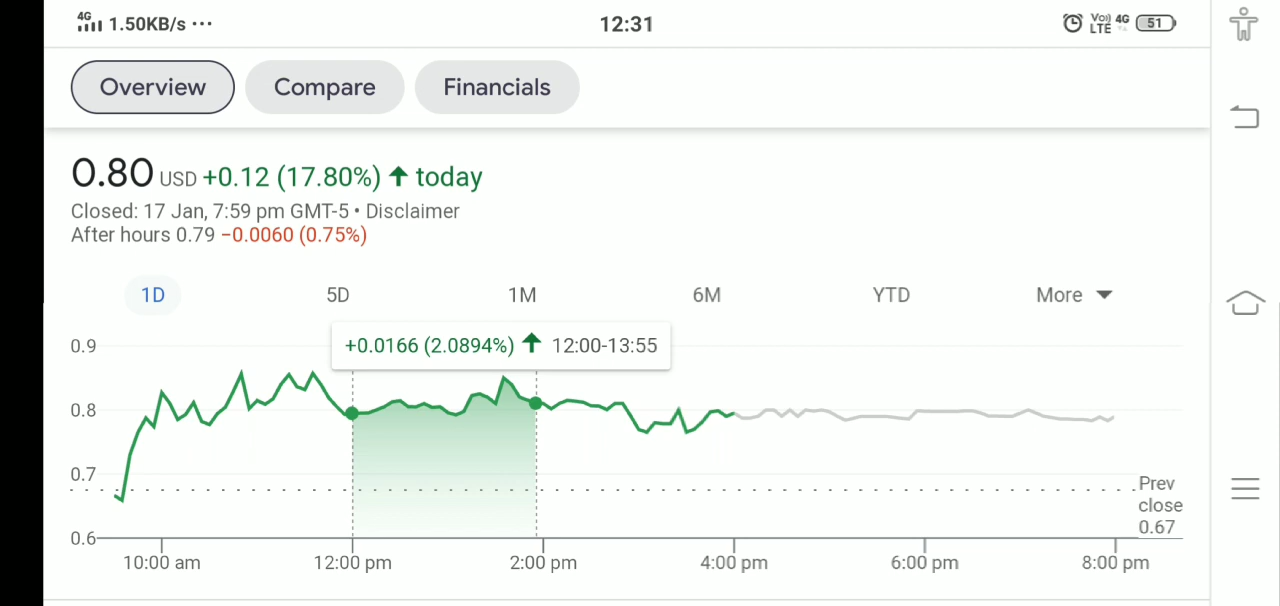 4G 1.50KB/s ··· 12:31 Vo) LTE 4G 51
Overview Compare Financials
0.80 USD +0.12 (17.80%) ↑ today
Closed: 17 Jan, 7:59 pm GMT-5 • Disclaimer
After hours 0.79 −0.0060 (0.75%)
1D 5D 1M 6M YTD More
+0.0166 (2.0894%) ↑ 12:00-13:55
0.9
0.8
0.7
Prev
close
0.67
0.6
10:00 am 12:00 pm 2:00 pm 4:00 pm 6:00 pm 8:00 pm